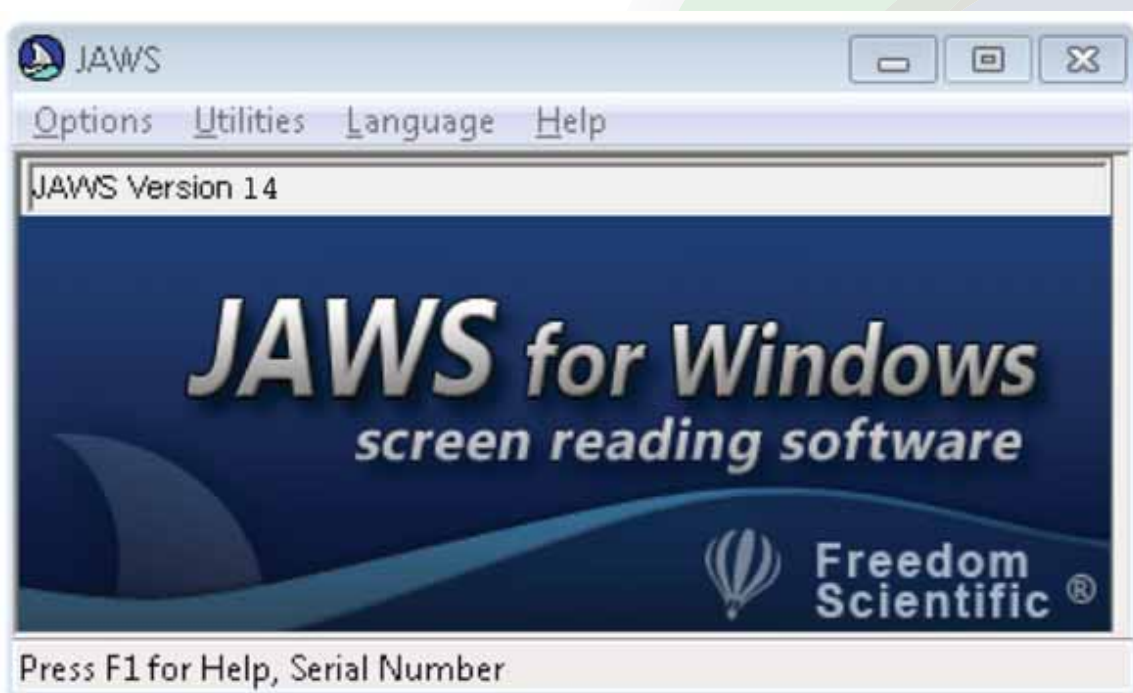 JAWS
Options Utilities Language Help
JAWS Version 14
JAWS for Windows
screen reading software
Freedom
Scientific ®
Press F1 for Help, Serial Number